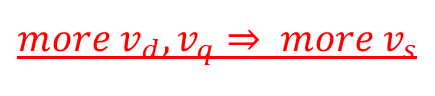 more v_d, v_q ⇒ more v_s